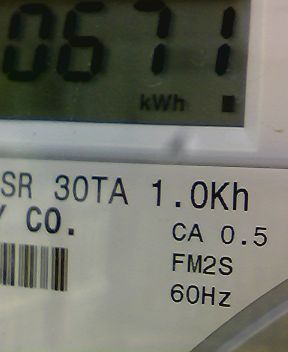 0671
kWh
SR 30TA 1.0Kh
Y CO.
CA 0.5
FM2S
60Hz